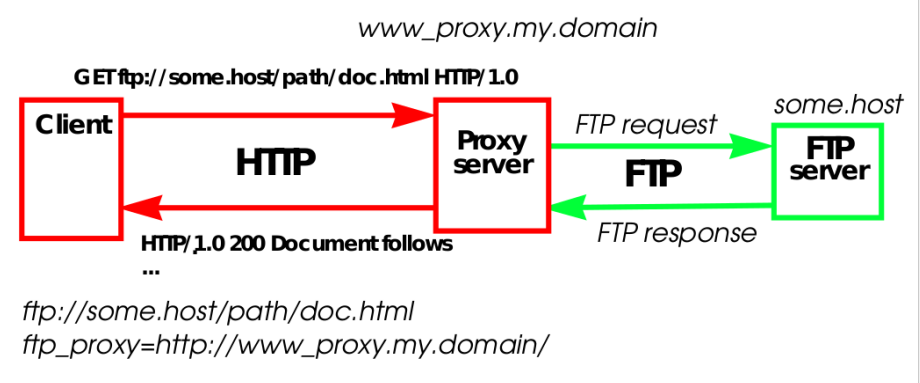 www_proxy.my.domain
GET ftp://some.host/path/doc.html HTTP/1.0
some.host
Client
Proxy
server
FTP request
FTP
server
HTTP
FTP
FTP response
HTTP/1.0 200 Document follows
...
ftp://some.host/path/doc.html
ftp_proxy=http://www_proxy.my.domain/